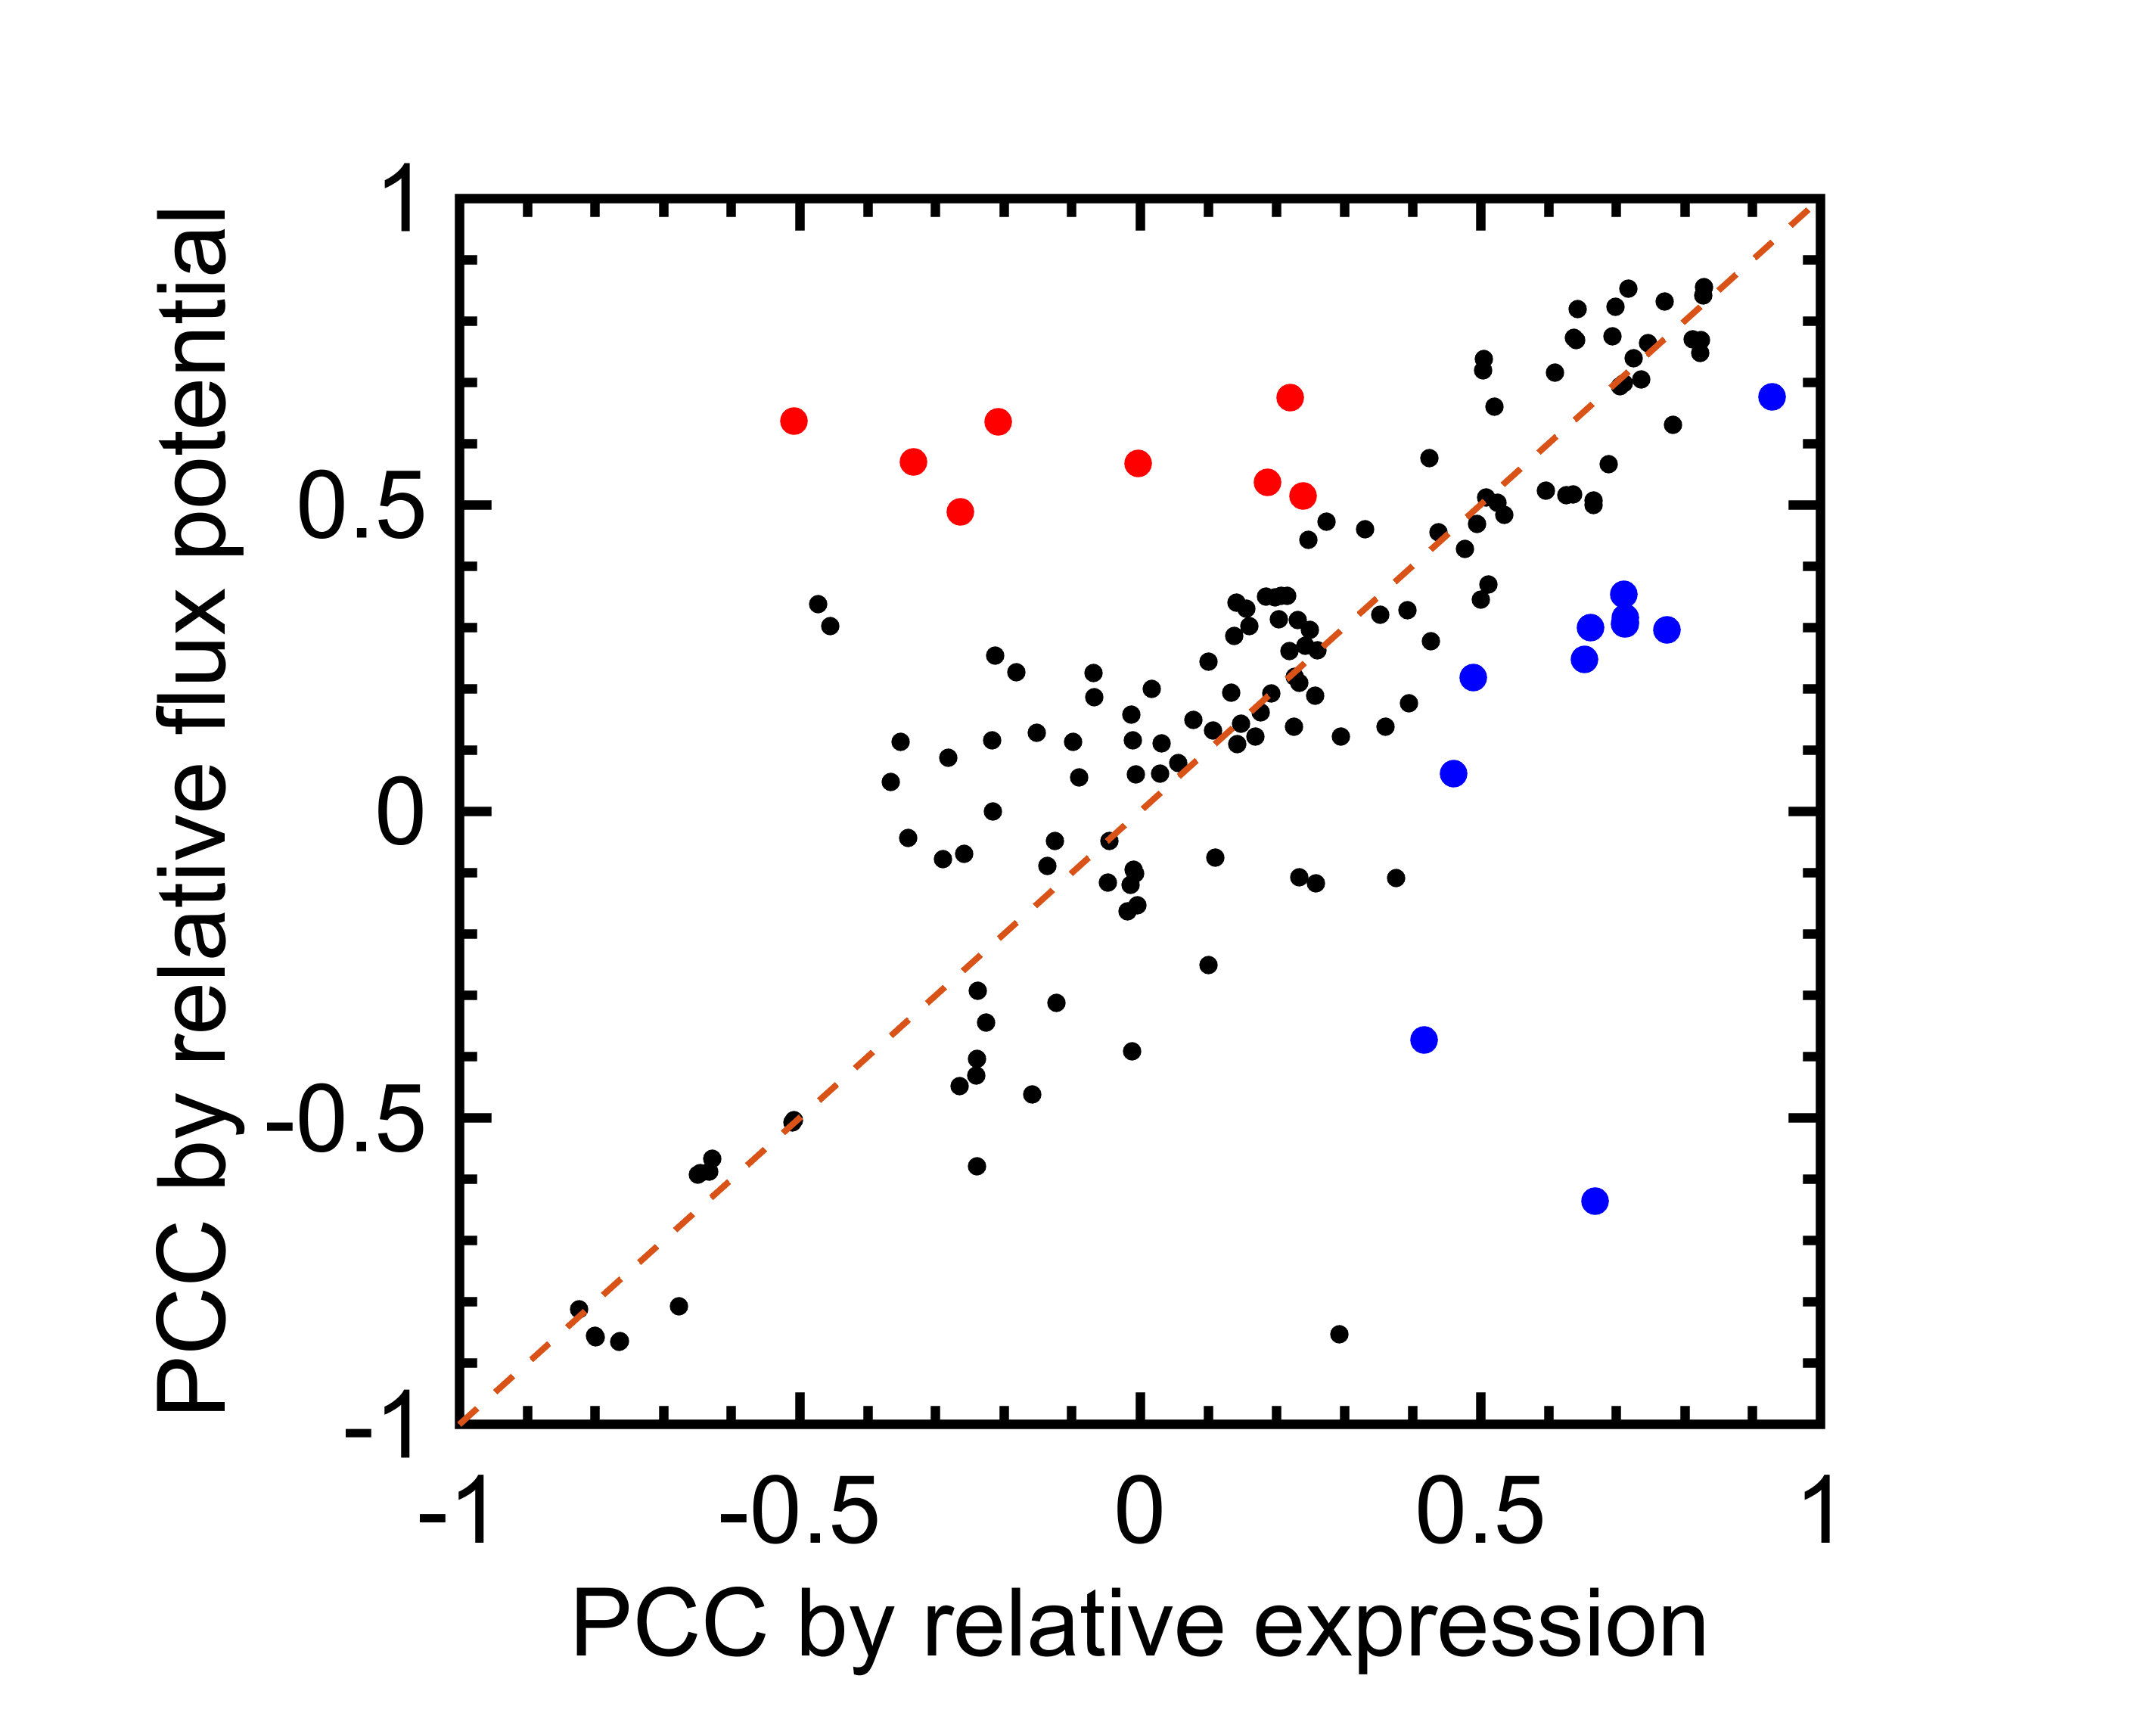 PCC by relative flux potential
1
0.5
0
-0.5
-1
-1 -0.5 0 0.5 1
PCC by relative expression